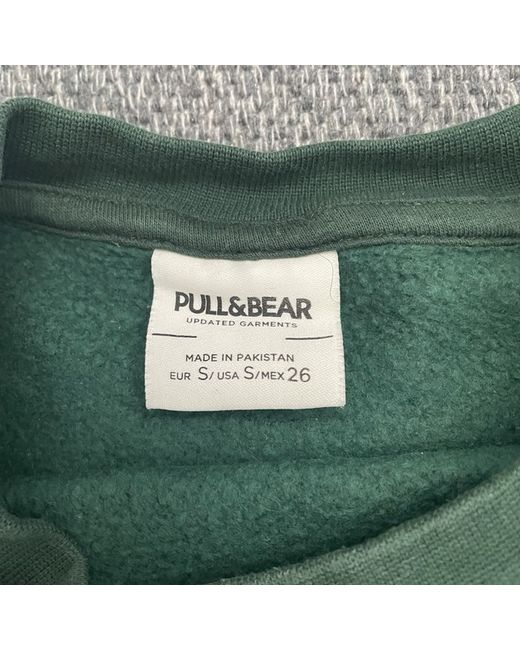 PULL&BEAR
UPDATED GARMENTS
MADE IN PAKISTAN
EUR S/USA S/MEX 26